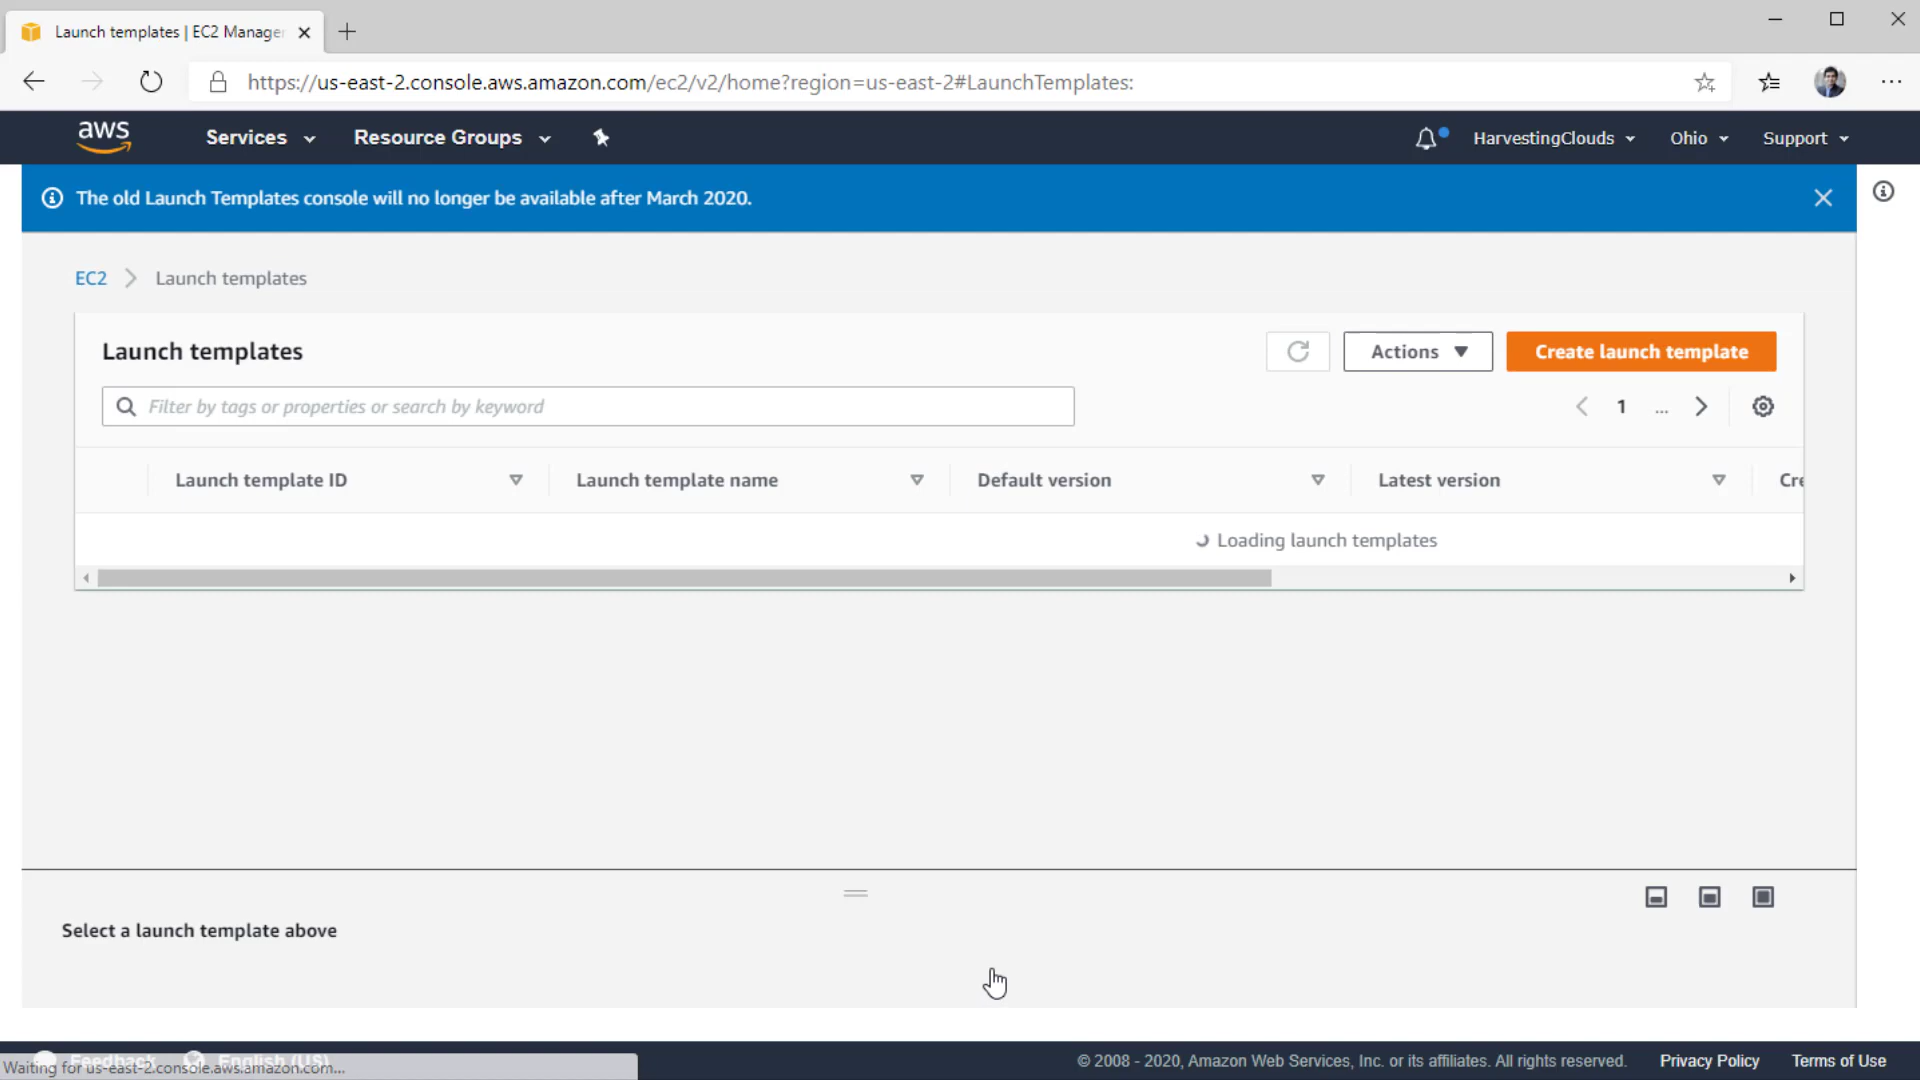 Launch templates | EC2 Manage
https://us-east-2.console.aws.amazon.com/ec2/v2/home?region=us-east-2#LaunchTemplates:
aws
Services
Resource Groups
HarvestingClouds
Ohio
Support
The old Launch Templates console will no longer be available after March 2020.
EC2
Launch templates
Launch templates
Actions
Create launch template
Filter by tags or properties or search by keyword
1
...
Launch template ID
Launch template name
Default version
Latest version
Cre
Loading launch templates
Select a launch template above
Feedback
English (US)
Waiting for us-east-2.console.aws.amazon.com...
© 2008 - 2020, Amazon Web Services, Inc. or its affiliates. All rights reserved.
Privacy Policy
Terms of Use